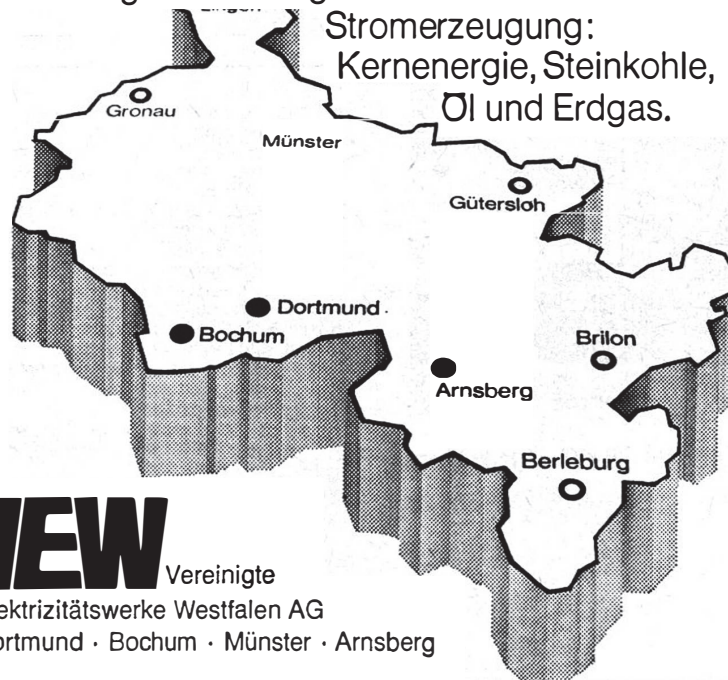 Stromerzeugung:
Kernenergie, Steinkohle,
Öl und Erdgas.
Gronau
Münster
Gütersloh
Dortmund
Bochum
Brilon
Arnsberg
Berleburg
EW Vereinigte
ektrizitätswerke Westfalen AG
ortmund · Bochum · Münster · Arnsberg